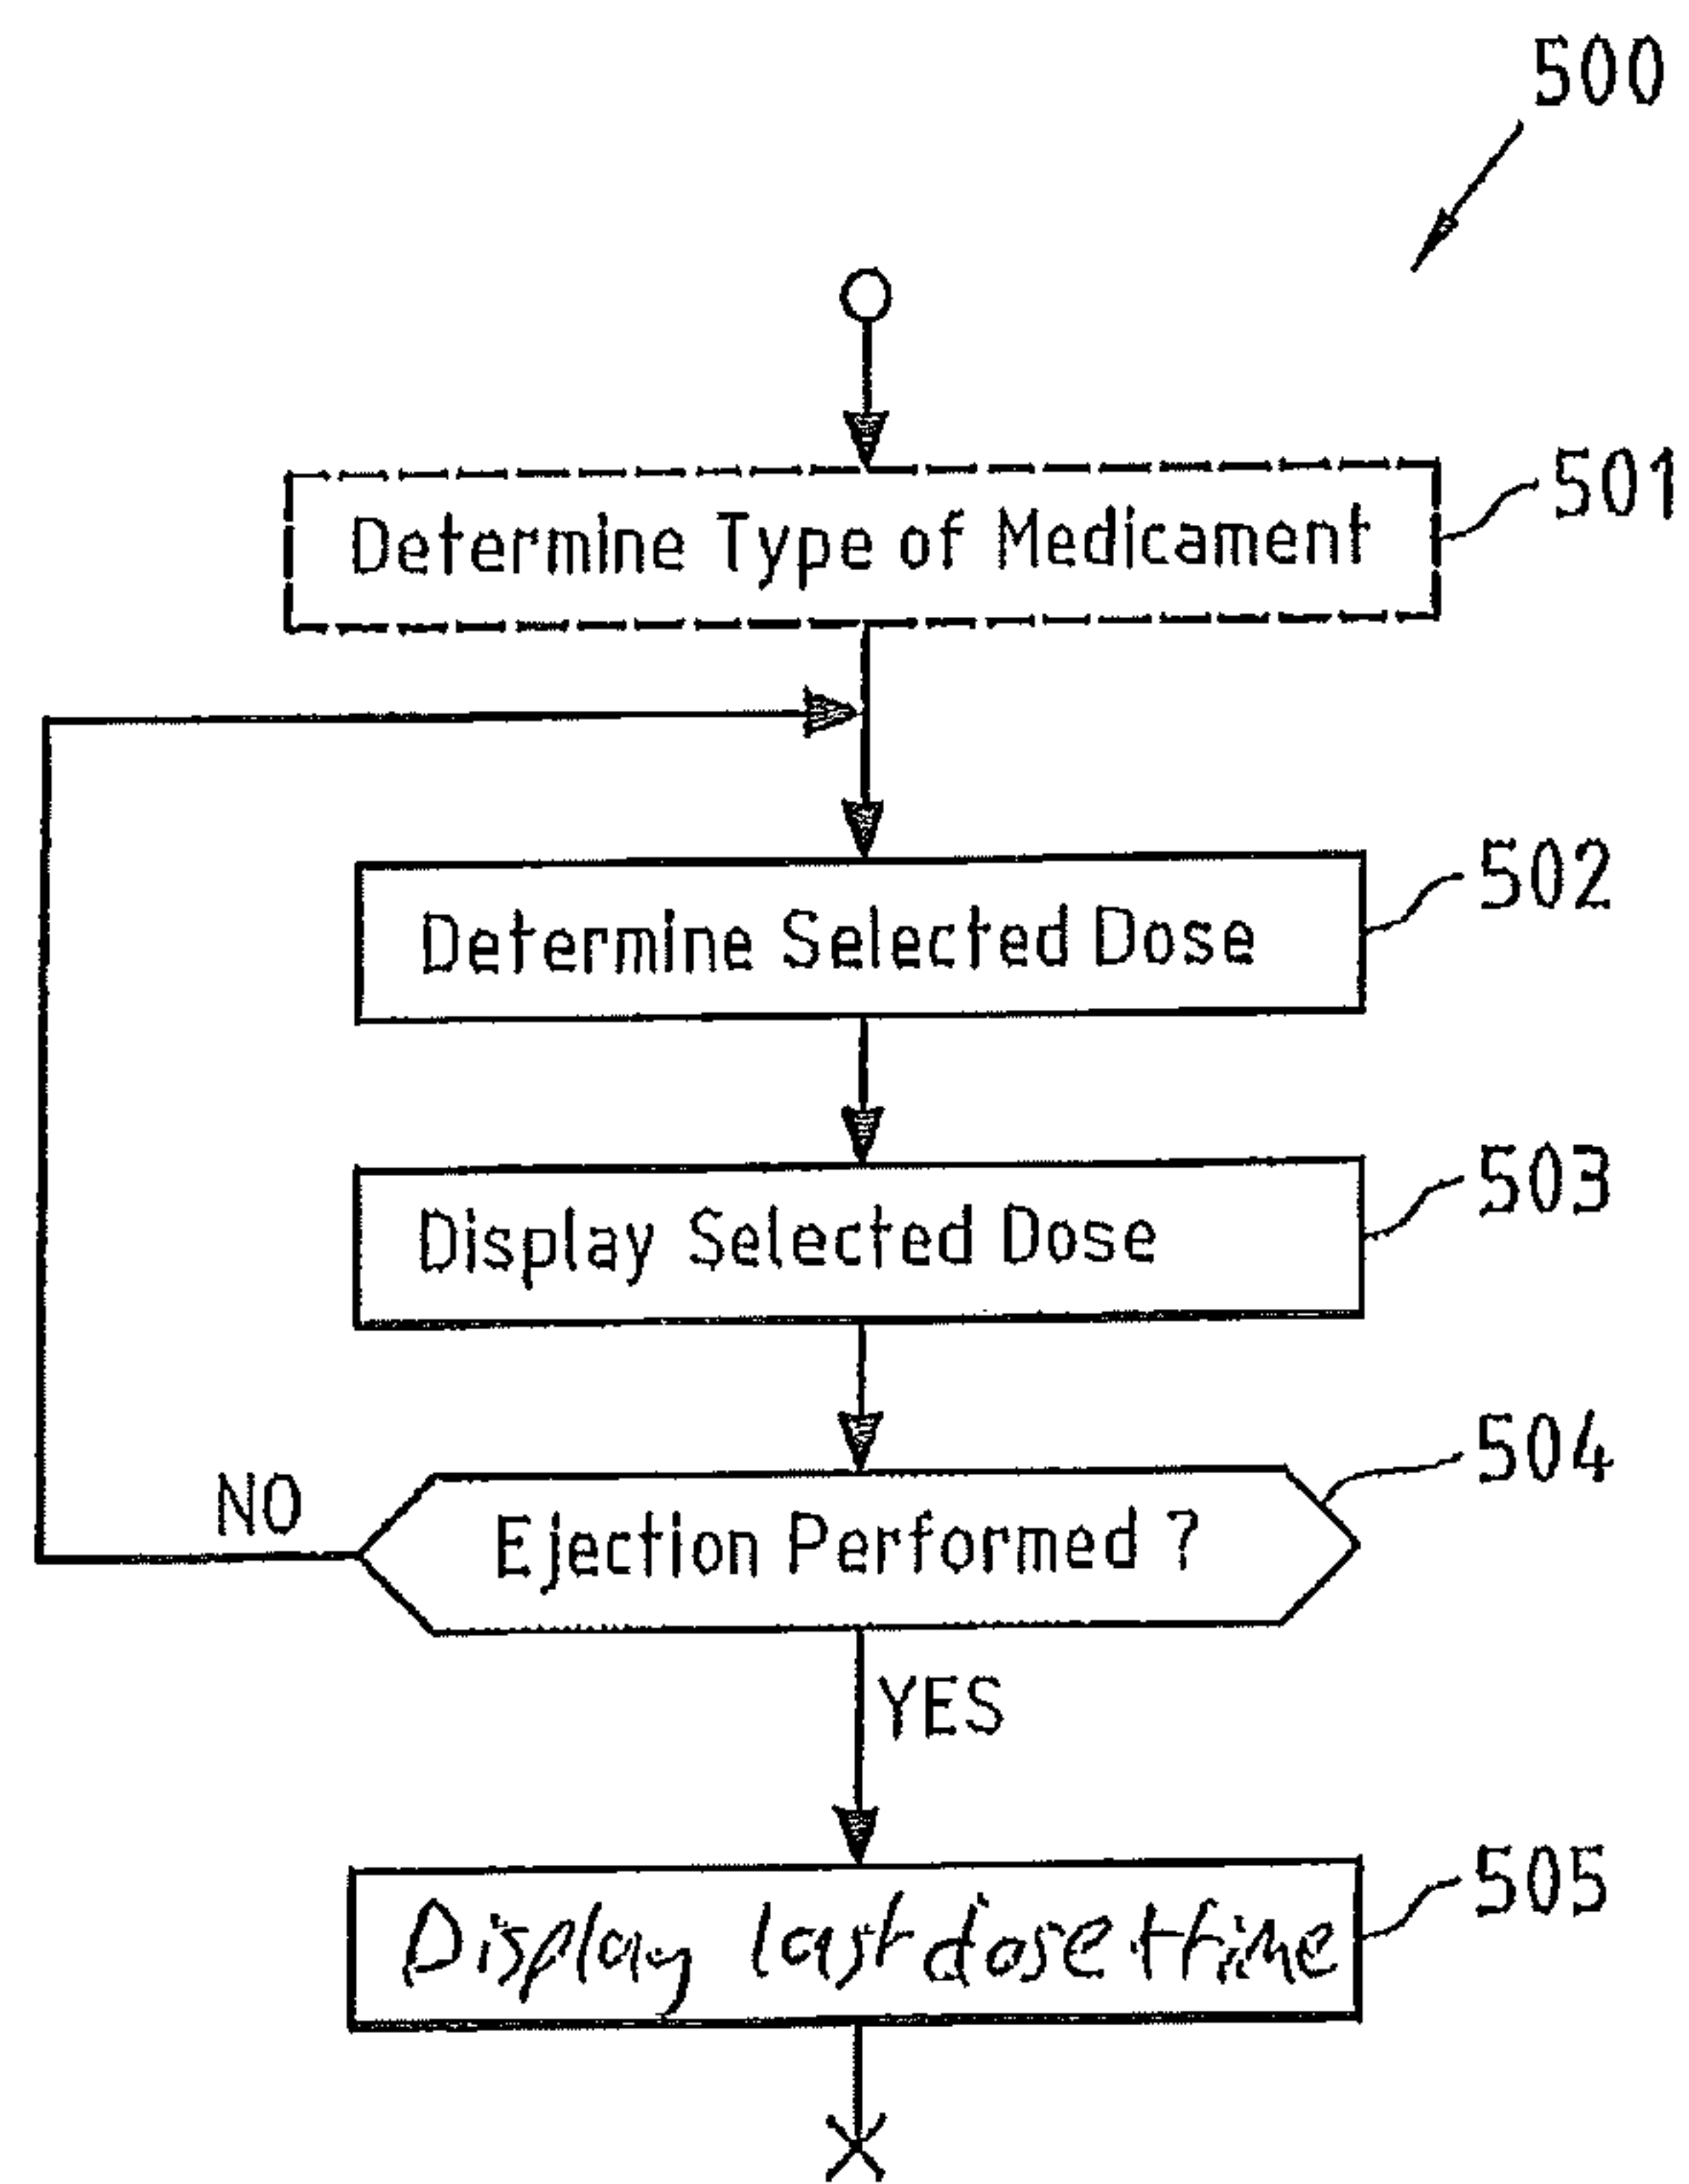 500
Determine Type of Medicament
501
Determine Selected Dose
502
Display Selected Dose
503
Ejection Performed ?
504
NO
YES
Display last dose time
505